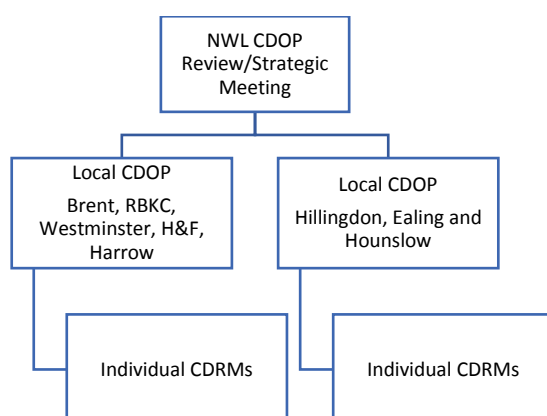 NWL CDOP
Review/Strategic
Meeting
Local CDOP
Brent, RBKC,
Westminster, H&F,
Harrow
Local CDOP
Hillingdon, Ealing and
Hounslow
Individual CDRMs
Individual CDRMs